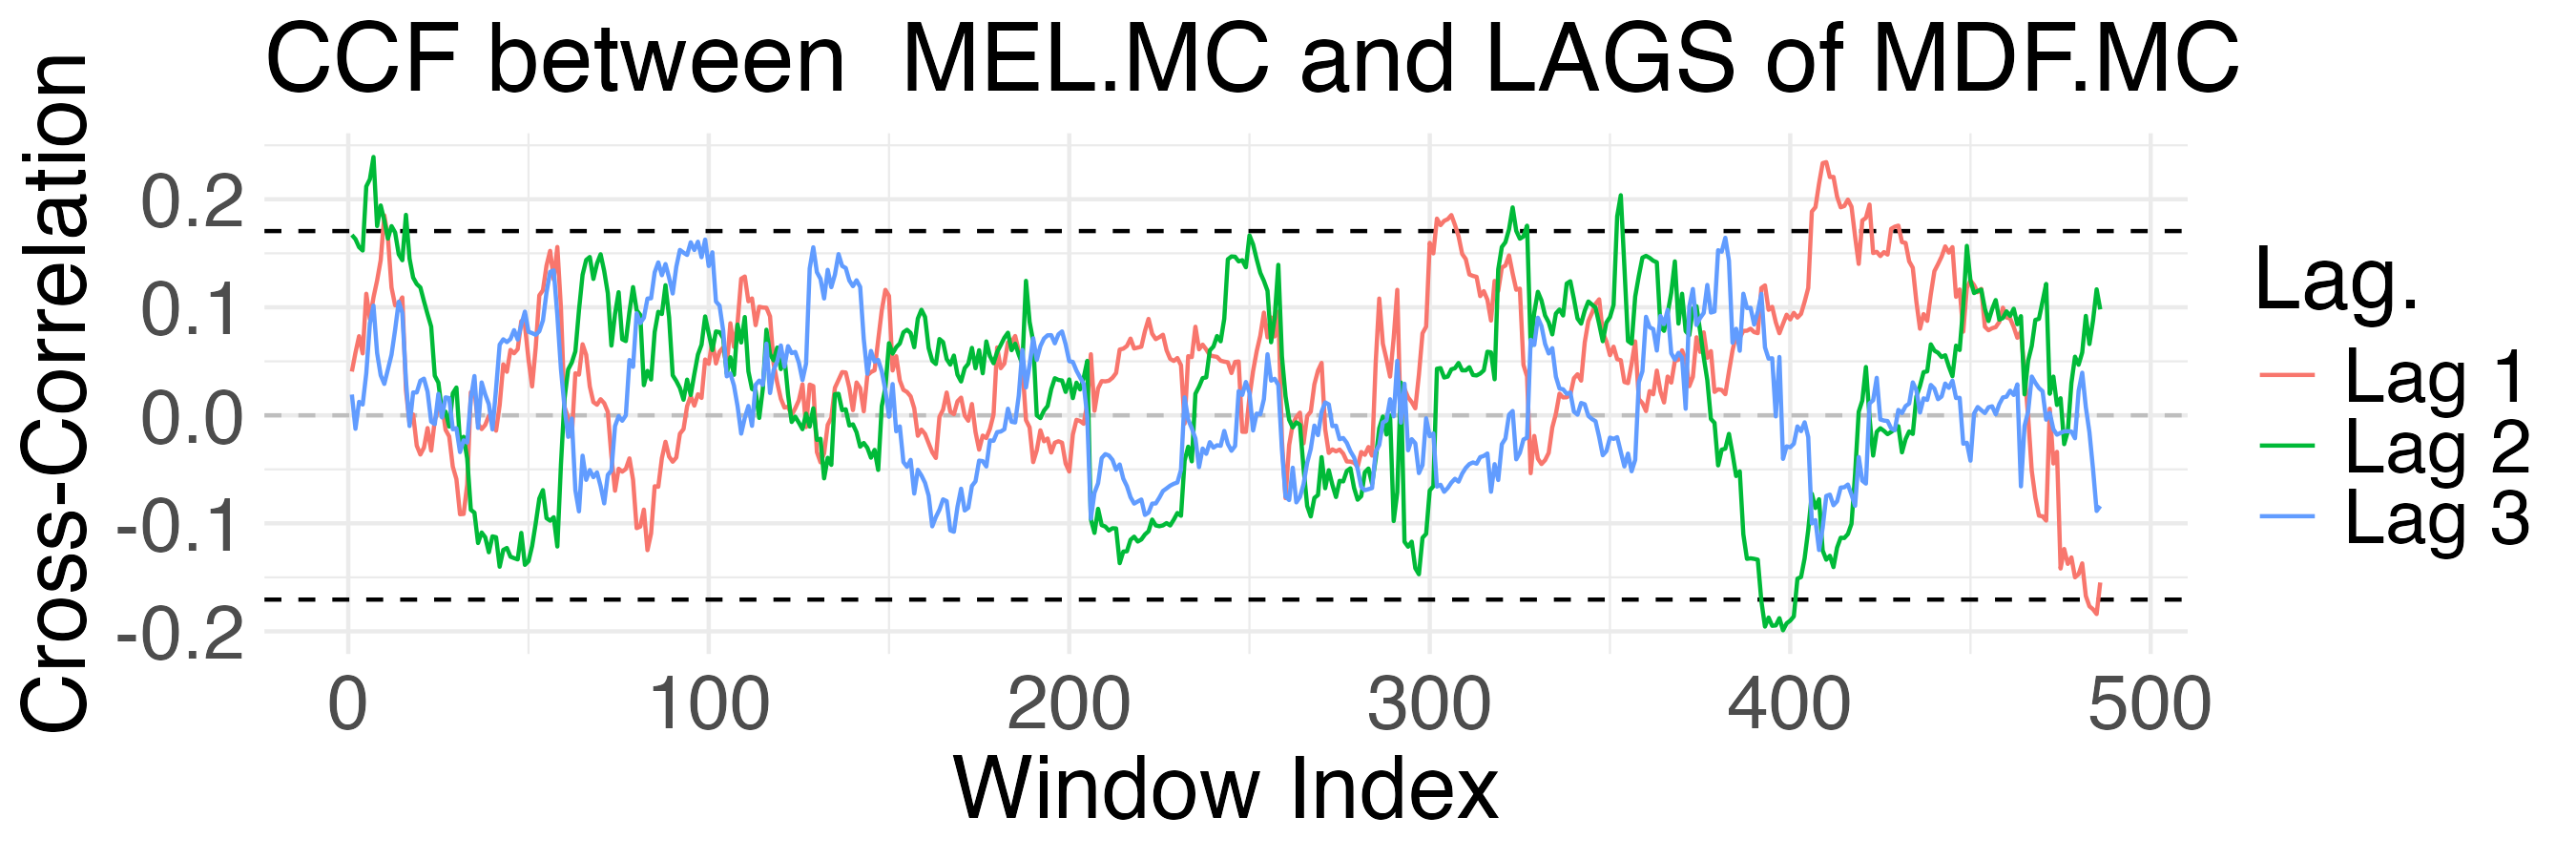 CCF between  MEL.MC and LAGS of MDF.MC
Cross-Correlation
0.2
0.1
0.0
-0.1
-0.2
0 100 200 300 400 500
Window Index
Lag.
Lag 1
Lag 2
Lag 3